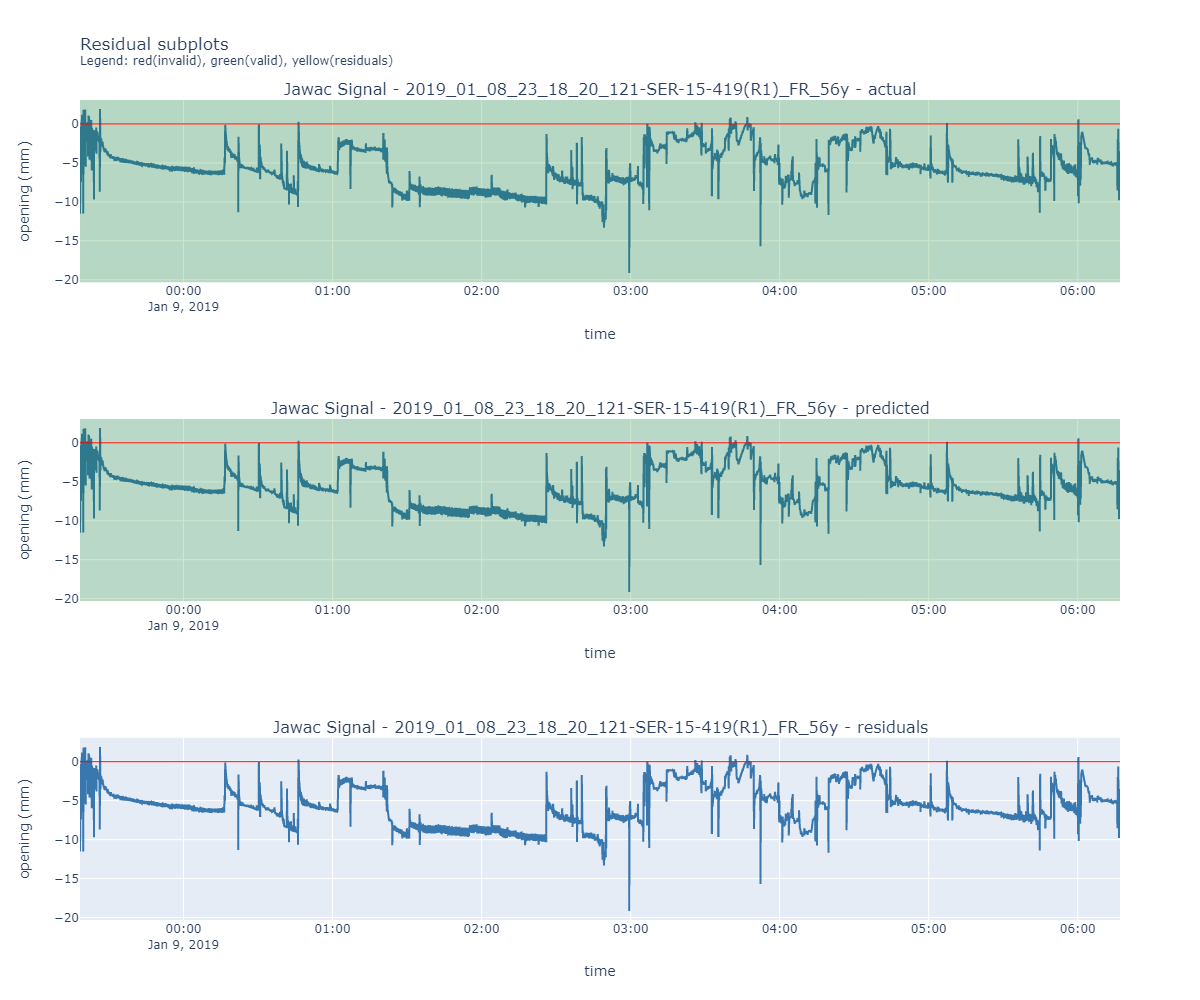 Residual subplots
Legend: red(invalid), green(valid), yellow(residuals)
Jawac Signal - 2019_01_08_23_18_20_121-SER-15-419(R1)_FR_56y - actual
0
−5
−10
−15
−20
opening (mm)
00:00 01:00 02:00 03:00 04:00 05:00 06:00
Jan 9, 2019
time
Jawac Signal - 2019_01_08_23_18_20_121-SER-15-419(R1)_FR_56y - predicted
0
−5
−10
−15
−20
opening (mm)
00:00 01:00 02:00 03:00 04:00 05:00 06:00
Jan 9, 2019
time
Jawac Signal - 2019_01_08_23_18_20_121-SER-15-419(R1)_FR_56y - residuals
0
−5
−10
−15
−20
opening (mm)
00:00 01:00 02:00 03:00 04:00 05:00 06:00
Jan 9, 2019
time